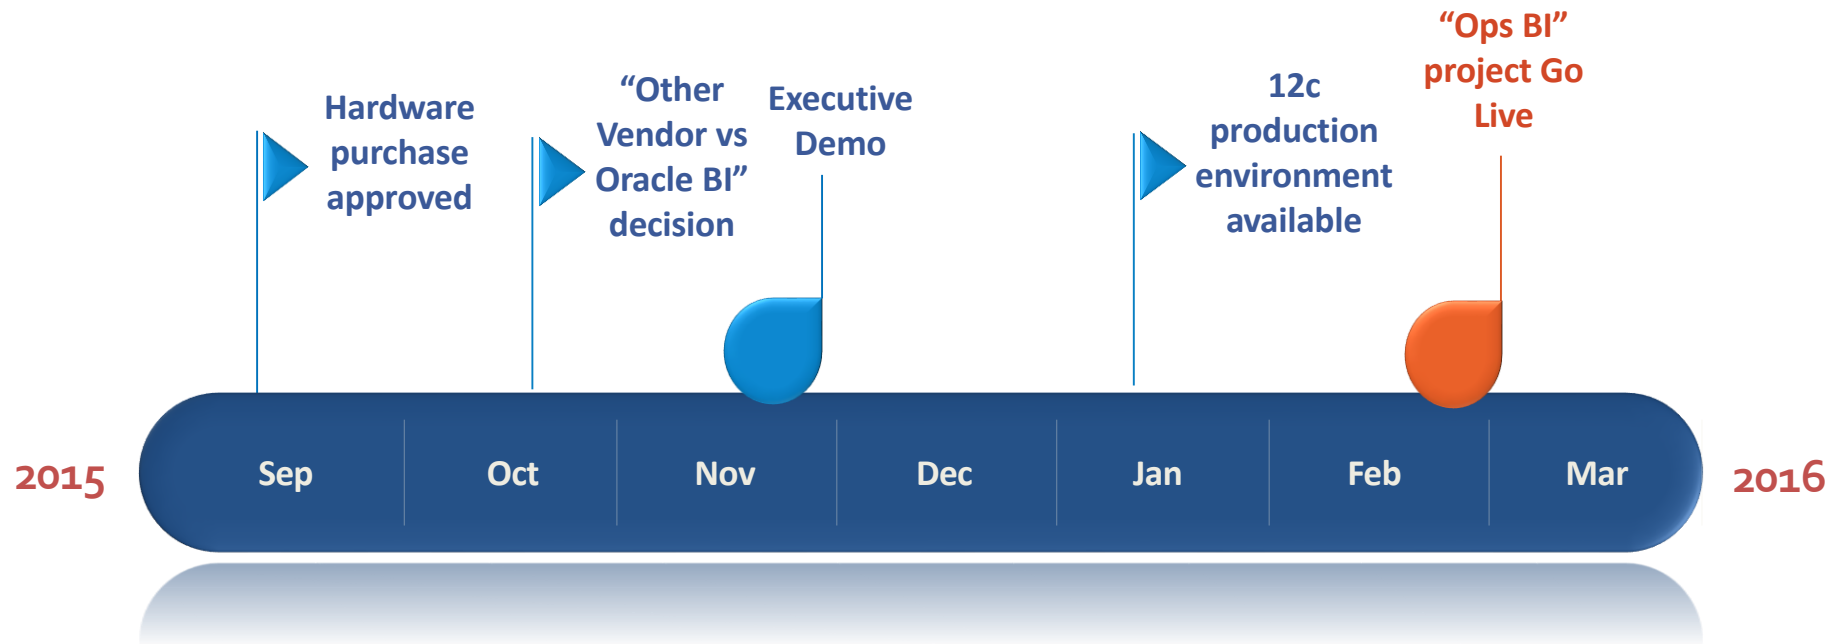 Hardware
purchase
approved
“Other
Vendor vs
Oracle BI”
decision
Executive
Demo
12c
production
environment
available
“Ops BI”
project Go
Live
2015
Sep
Oct
Nov
Dec
Jan
Feb
Mar
2016